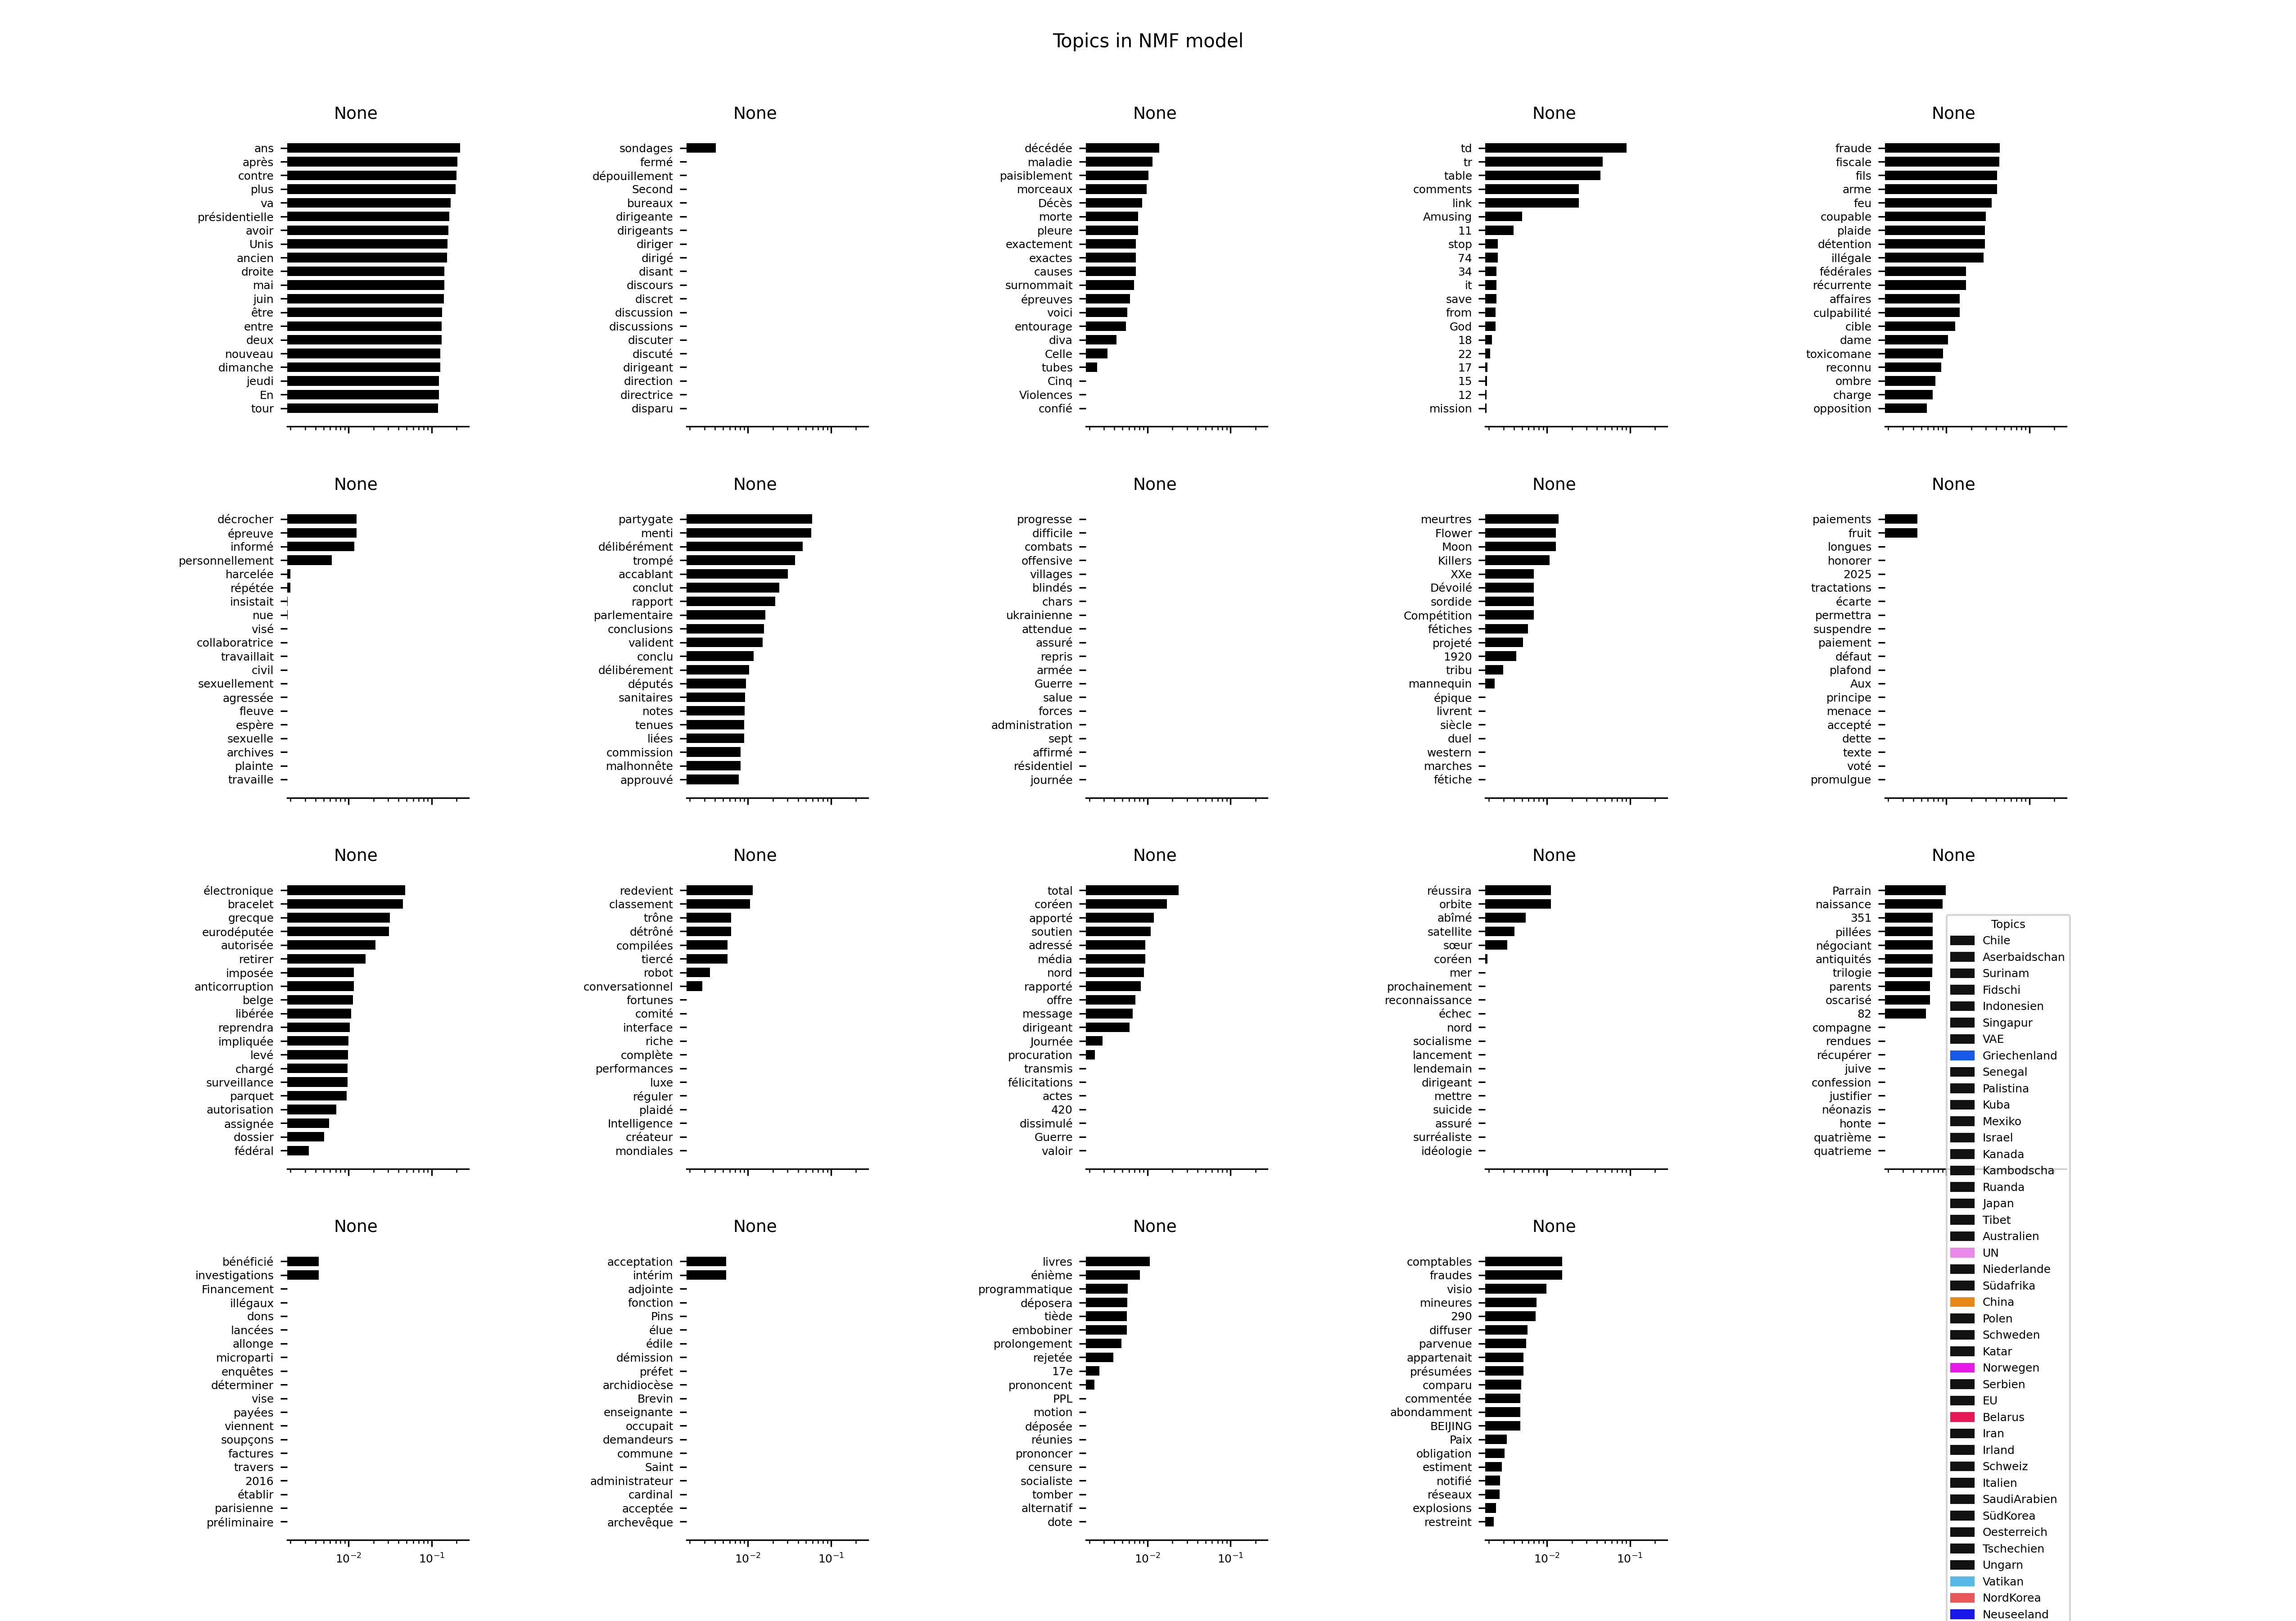 Topics in NMF model
None
ans
après
contre
plus
va
présidentielle
avoir
Unis
ancien
droite
mai
juin
être
entre
deux
nouveau
dimanche
jeudi
En
tour
None
sondages
fermé
dépouillement
Second
bureaux
dirigeante
dirigeants
diriger
dirigé
disant
discours
discret
discussion
discussions
discuter
discuté
dirigeant
direction
directrice
disparu
None
décédée
maladie
paisiblement
morceaux
Décès
morte
pleure
exactement
exactes
causes
surnommait
épreuves
voici
entourage
diva
Celle
tubes
Cinq
Violences
confié
None
td
tr
table
comments
link
Amusing
11
stop
74
34
it
save
from
God
18
22
17
15
12
mission
None
fraude
fiscale
fils
arme
feu
coupable
plaide
détention
illégale
fédérales
récurrente
affaires
culpabilité
cible
dame
toxicomane
reconnu
ombre
charge
opposition
None
décrocher
épreuve
informé
personnellement
harcelée
répétée
insistait
nue
visé
collaboratrice
travaillait
civil
sexuellement
agressée
fleuve
espère
sexuelle
archives
plainte
travaille
None
partygate
menti
délibérément
trompé
accablant
conclut
rapport
parlementaire
conclusions
valident
conclu
délibérement
députés
sanitaires
notes
tenues
liées
commission
malhonnête
approuvé
None
progresse
difficile
combats
offensive
villages
blindés
chars
ukrainienne
attendue
assuré
repris
armée
Guerre
salue
forces
administration
sept
affirmé
résidentiel
journée
None
meurtres
Flower
Moon
Killers
XXe
Dévoilé
sordide
Compétition
fétiches
projeté
1920
tribu
mannequin
épique
livrent
siècle
duel
western
marches
fétiche
None
paiements
fruit
longues
honorer
2025
tractations
écarte
permettra
suspendre
paiement
défaut
plafond
Aux
principe
menace
accepté
dette
texte
voté
promulgue
None
électronique
bracelet
grecque
eurodéputée
autorisée
retirer
imposée
anticorruption
belge
libérée
reprendra
impliquée
levé
chargé
surveillance
parquet
autorisation
assignée
dossier
fédéral
None
redevient
classement
trône
détrôné
compilées
tiercé
robot
conversationnel
fortunes
comité
interface
riche
complète
performances
luxe
réguler
plaidé
Intelligence
créateur
mondiales
None
total
coréen
apporté
soutien
adressé
média
nord
rapporté
offre
message
dirigeant
Journée
procuration
transmis
félicitations
actes
420
dissimulé
Guerre
valoir
None
réussira
orbite
abîmé
satellite
sœur
coréen
mer
prochainement
reconnaissance
échec
nord
socialisme
lancement
lendemain
dirigeant
mettre
suicide
assuré
surréaliste
idéologie
None
Parrain
naissance
351
pillées
négociant
antiquités
trilogie
parents
oscarisé
82
compagne
rendues
récupérer
juive
confession
justifier
néonazis
honte
quatrième
quatrieme
None
bénéficié
investigations
Financement
illégaux
dons
lancées
allonge
microparti
enquêtes
déterminer
vise
payées
viennent
soupçons
factures
travers
2016
établir
parisienne
préliminaire
10⁻² 10⁻¹
None
acceptation
intérim
adjointe
fonction
Pins
élue
édile
démission
préfet
archidiocèse
Brevin
enseignante
occupait
demandeurs
commune
Saint
administrateur
cardinal
acceptée
archevêque
10⁻² 10⁻¹
None
livres
énième
programmatique
déposera
tiède
embobiner
prolongement
rejetée
17e
prononcent
PPL
motion
déposée
réunies
prononcer
censure
socialiste
tomber
alternatif
dote
10⁻² 10⁻¹
None
comptables
fraudes
visio
mineures
290
diffuser
parvenue
appartenait
présumées
comparu
commentée
abondamment
BEIJING
Paix
obligation
estiment
notifié
réseaux
explosions
restreint
10⁻² 10⁻¹
Topics
Chile
Aserbaidschan
Surinam
Fidschi
Indonesien
Singapur
VAE
Griechenland
Senegal
Palistina
Kuba
Mexiko
Israel
Kanada
Kambodscha
Ruanda
Japan
Tibet
Australien
UN
Niederlande
Südafrika
China
Polen
Schweden
Katar
Norwegen
Serbien
EU
Belarus
Iran
Irland
Schweiz
Italien
SaudiArabien
SüdKorea
Oesterreich
Tschechien
Ungarn
Vatikan
NordKorea
Neuseeland